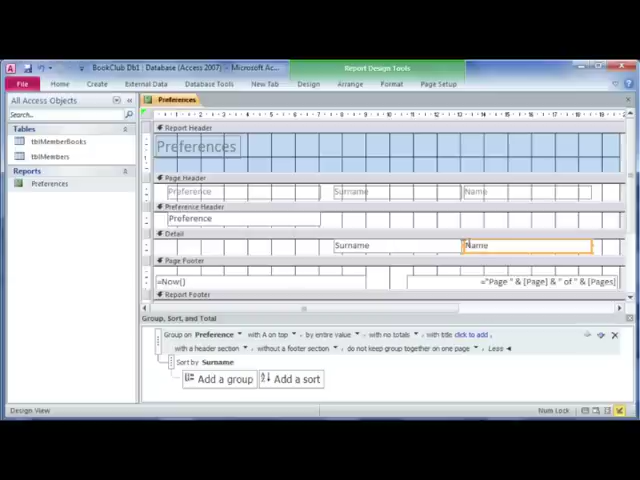 BookClub Db1 : Database (Access 2007) - Microsoft Ac...
Report Design Tools
File Home Create External Data Database Tools New Tab Design Arrange Format Page Setup
All Access Objects
Preferences
Search...
Tables
tblMemberBooks
tblMembers
Reports
Preferences
Report Header
Preferences
Page Header
Preference Surname Name
Preference Header
Preference
Detail
Surname Name
Page Footer
=Now() ="Page " & [Page] & " of " & [Pages]
Report Footer
Group, Sort, and Total
Group on Preference with A on top , by entire value , with no totals , with title click to add ,
with a header section , without a footer section , do not keep group together on one page , Less
Sort by Surname
Add a group Add a sort
Design View Num Lock